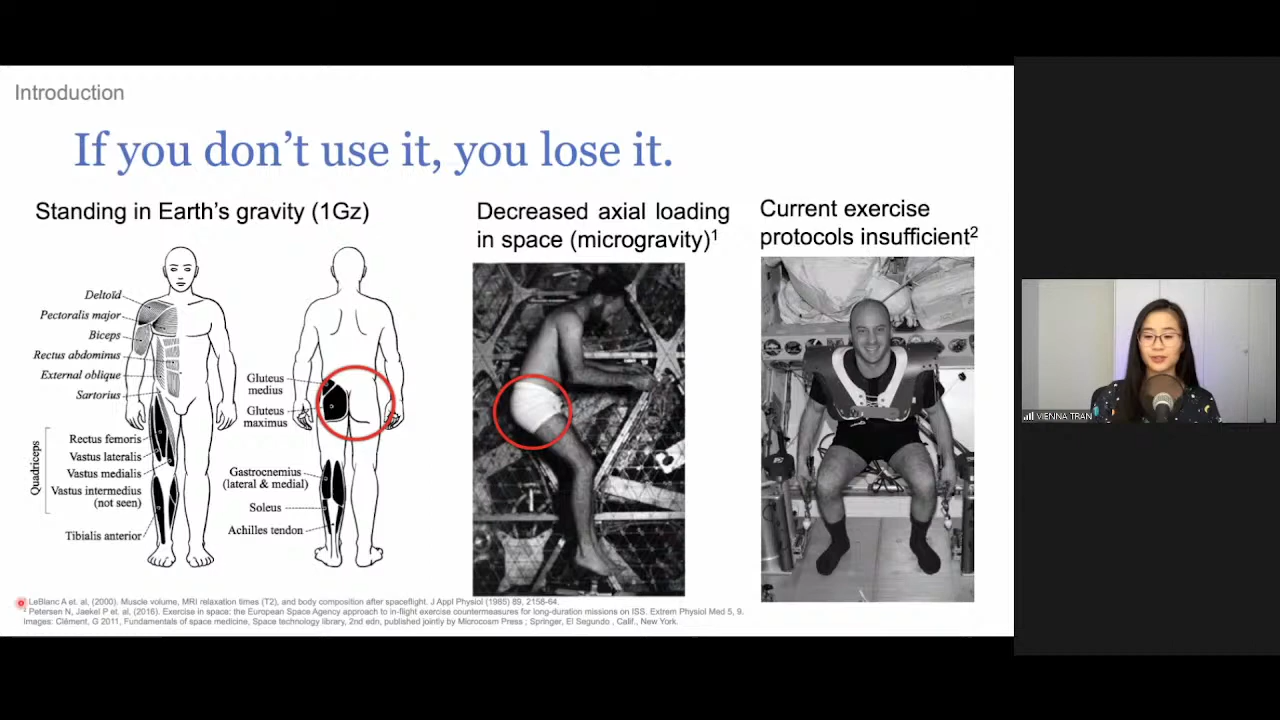 Introduction
If you don't use it, you lose it.
Standing in Earth's gravity (1Gz)
Deltoïd
Pectoralis major
Biceps
Rectus abdominus
External oblique
Sartorius
Quadriceps
Rectus femoris
Vastus lateralis
Vastus medialis
Vastus intermedius
(not seen)
Tibialis anterior
Gluteus
medius
Gluteus
maximus
Gastrocnemius
(lateral & medial)
Soleus
Achilles tendon
Decreased axial loading
in space (microgravity)1
Current exercise
protocols insufficient2
LeBlanc A et. al, (2000). Muscle volume, MRI relaxation times (T2), and body composition after spaceflight. J Appl Physiol (1985) 89, 2158-64.
2 Petersen N, Jaekel P et. al, (2016). Exercise in space: the European Space Agency approach to in-flight exercise countermeasures for long-duration missions on ISS. Extrem Physiol Med 5, 9.
Images: Clément, G 2011, Fundamentals of space medicine, Space technology library, 2nd edn, published jointly by Microcosm Press ; Springer, El Segundo , Calif., New York.
VIENNA TRAN